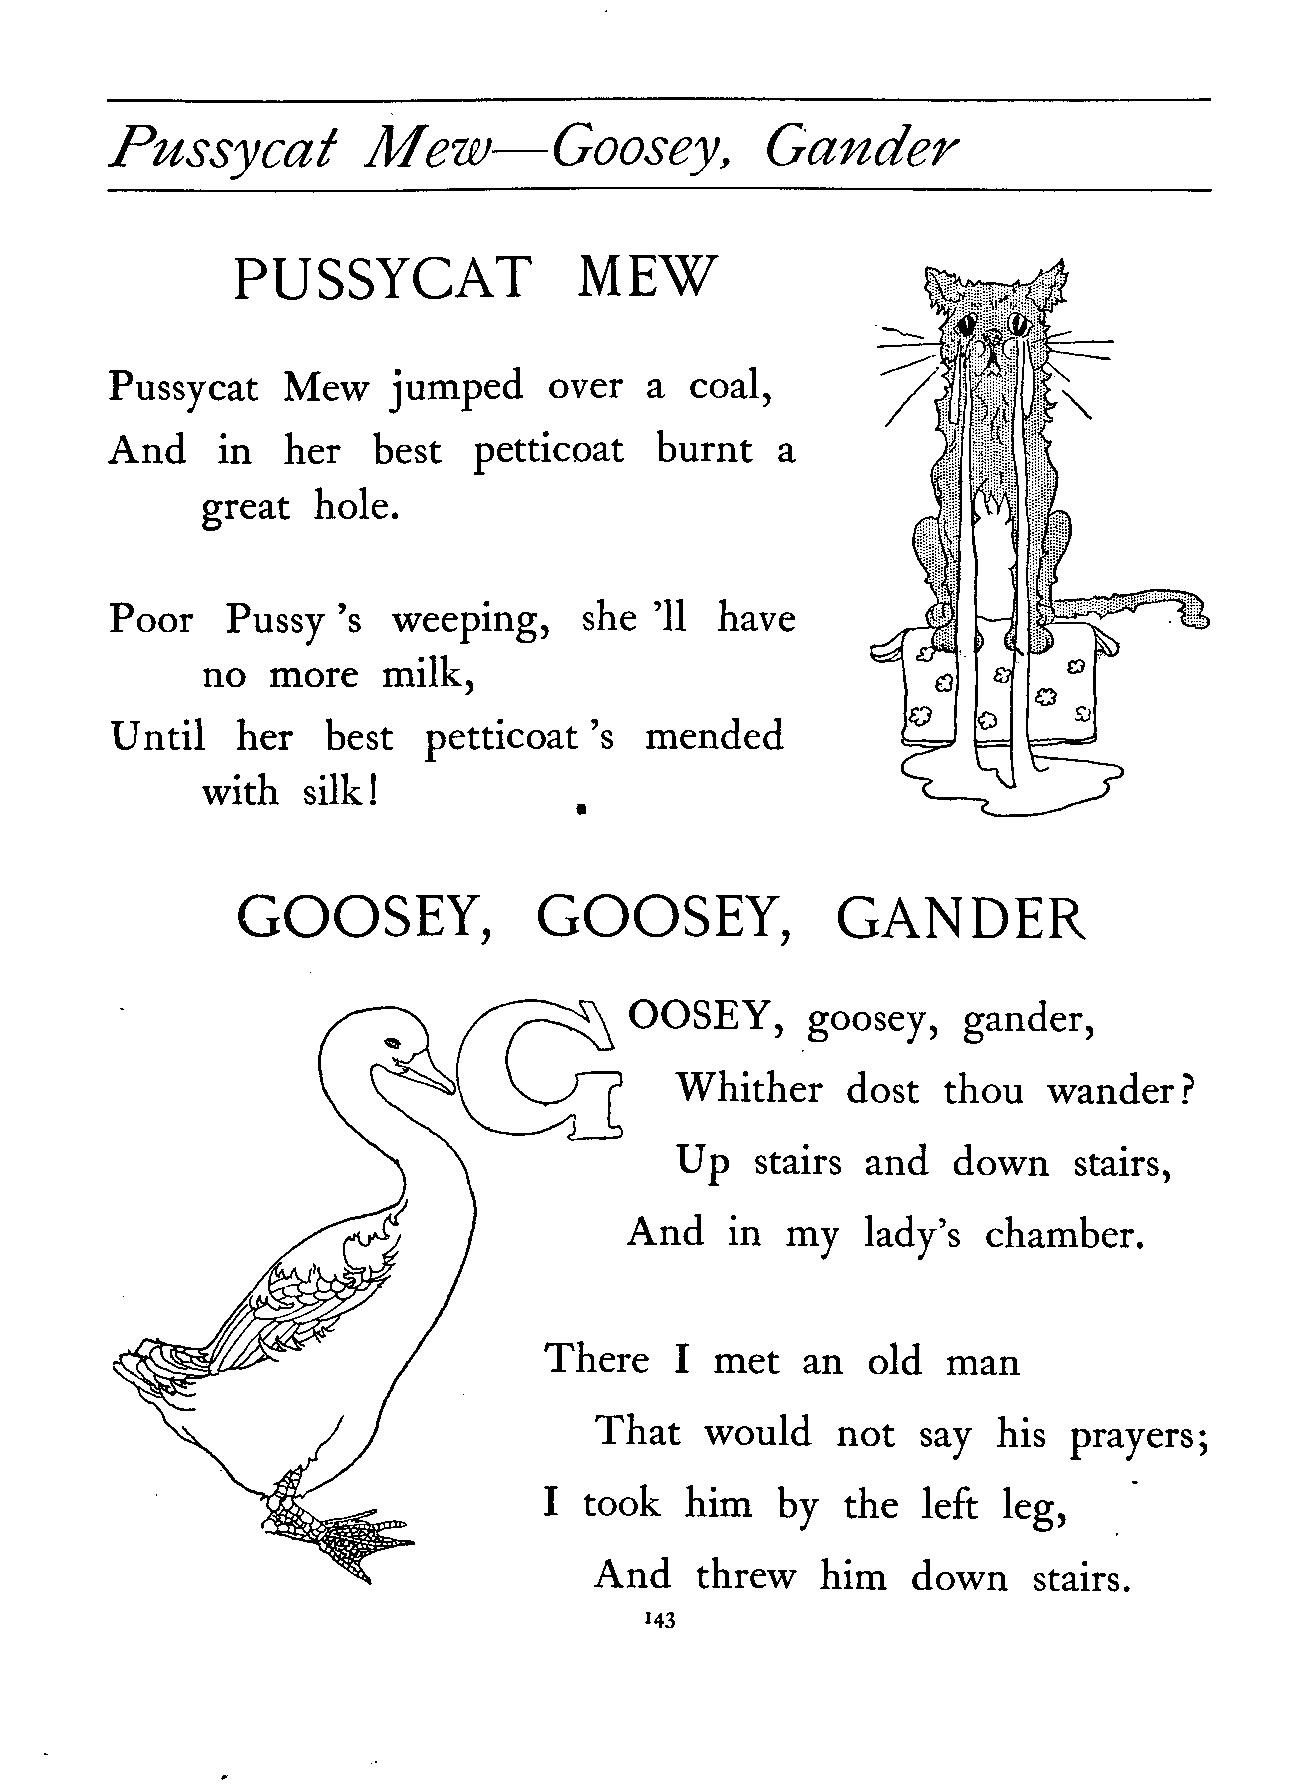 Pussycat Mew—Goosey, Gander
PUSSYCAT MEW
Pussycat Mew jumped over a coal,
And in her best petticoat burnt a
great hole.
Poor Pussy 's weeping, she 'll have
no more milk,
Until her best petticoat 's mended
with silk!
GOOSEY, GOOSEY, GANDER
GOOSEY, goosey, gander,
Whither dost thou wander?
Up stairs and down stairs,
And in my lady's chamber.
There I met an old man
That would not say his prayers;
I took him by the left leg,
And threw him down stairs.
143